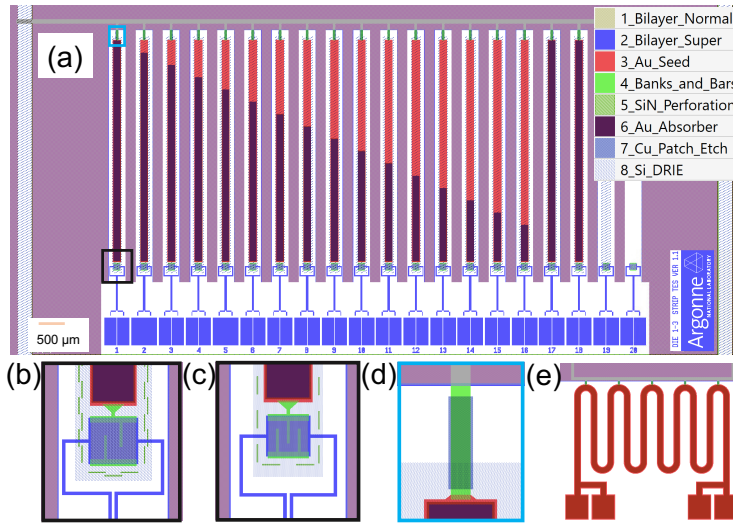 (a)
1_Bilayer_Normal
2_Bilayer_Super
3_Au_Seed
4_Banks_and_Bars
5_SiN_Perforation
6_Au_Absorber
7_Cu_Patch_Etch
8_Si_DRIE
500 µm
1 2 3 4 5 6 7 8 9 10 11 12 13 14 15 16 17 18 19 20
DIE 1-3 STRIP TES VER 1.1
Argonne
NATIONAL LABORATORY
(b)
(c)
(d)
(e)